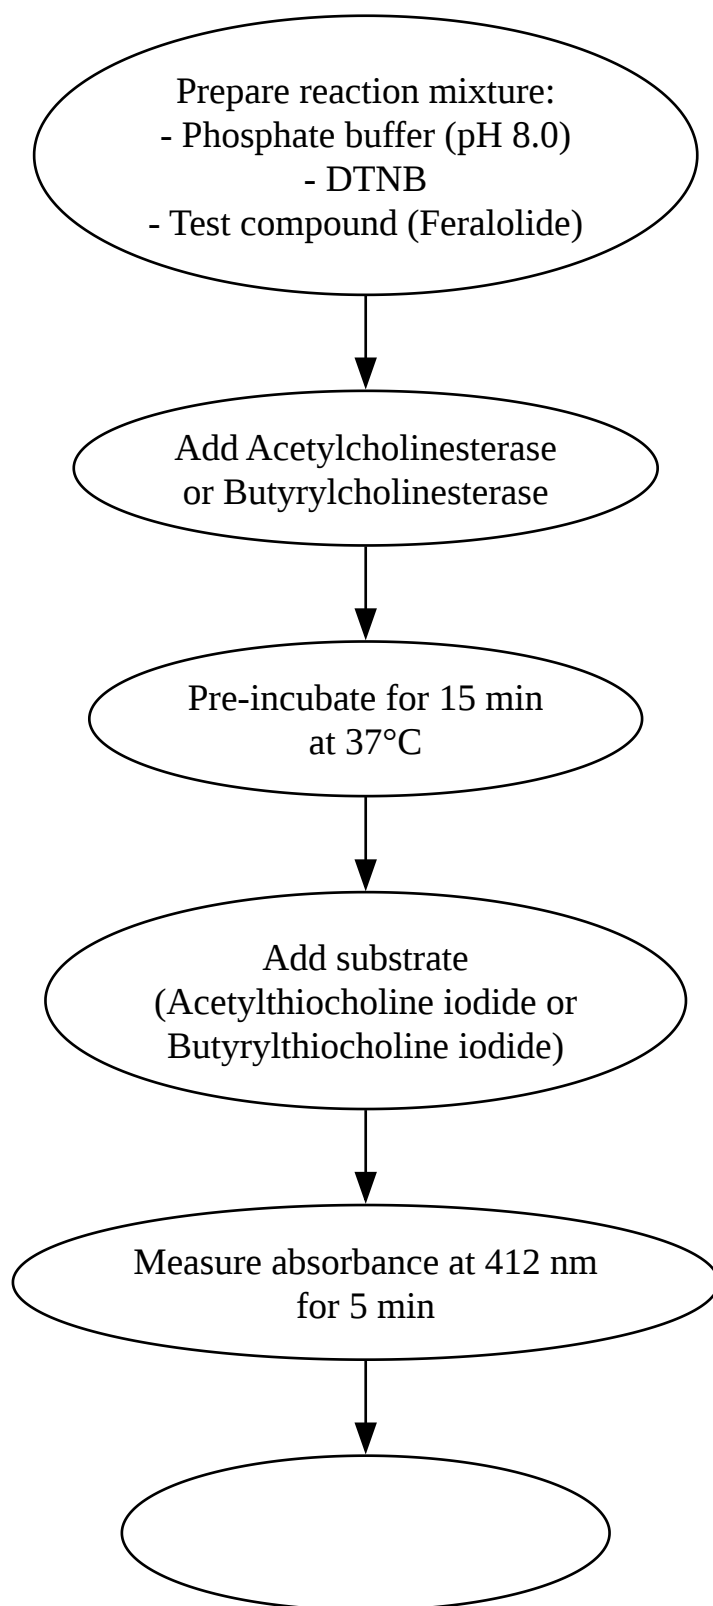 Prepare reaction mixture:
- Phosphate buffer (pH 8.0)
- DTNB
- Test compound (Feralolide)
Add Acetylcholinesterase
or Butyrylcholinesterase
Pre-incubate for 15 min
at 37°C
Add substrate
(Acetylthiocholine iodide or
Butyrylthiocholine iodide)
Measure absorbance at 412 nm
for 5 min